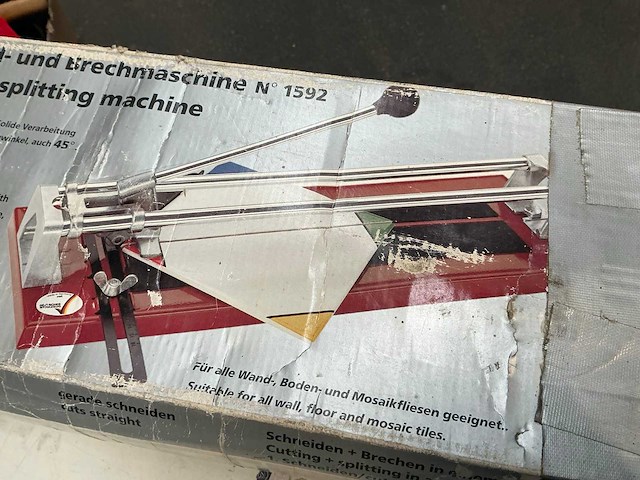 - und Brechmaschine N° 1592
splitting machine
solide Verarbeitung
winkel, auch 45°
Für alle Wand-, Boden- und Mosaikfliesen geeignet.
Suitable for all wall, floor and mosaic tiles.
gerade schneiden
cuts straight
Schneiden + Brechen in
Cutting + splitting in